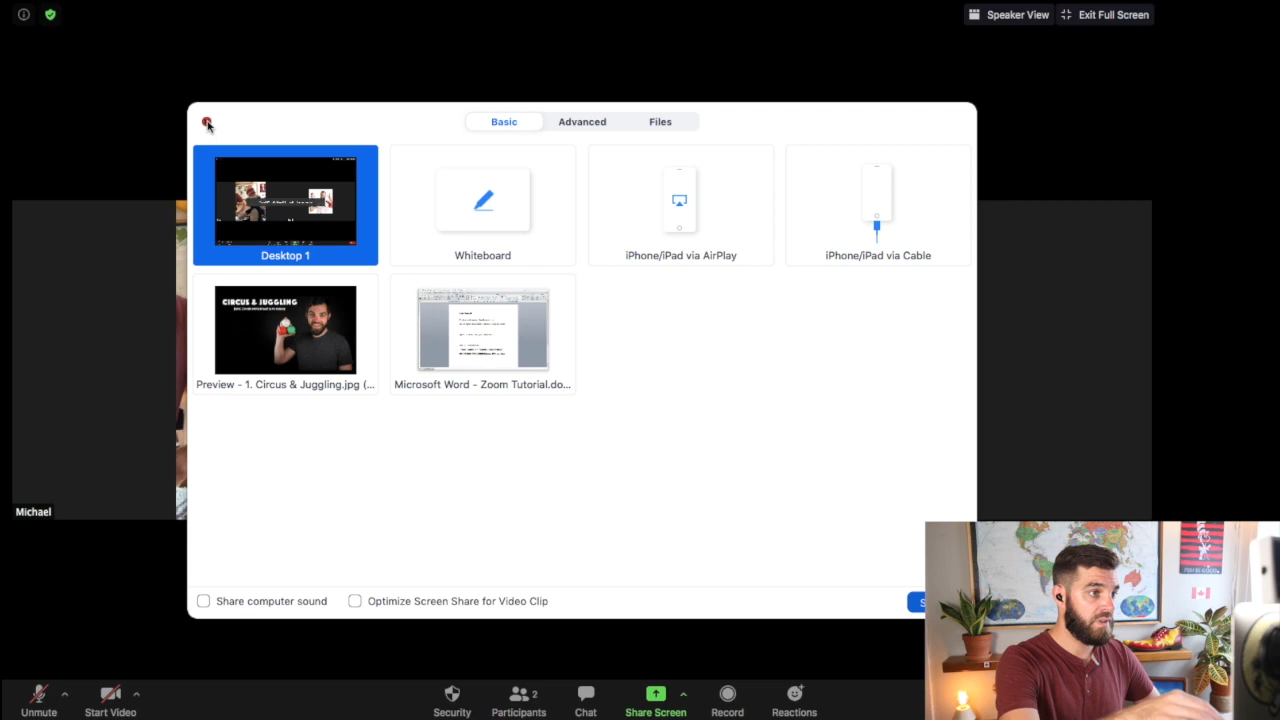 Speaker View
Exit Full Screen
Basic
Advanced
Files
Desktop 1
Whiteboard
iPhone/iPad via AirPlay
iPhone/iPad via Cable
CIRCUS & JUGGLING
Preview - 1. Circus & Juggling.jpg (...
Microsoft Word - Zoom Tutorial.do...
Michael
Share computer sound
Optimize Screen Share for Video Clip
S
Unmute
Start Video
Security
Participants
2
Chat
Share Screen
Record
Reactions